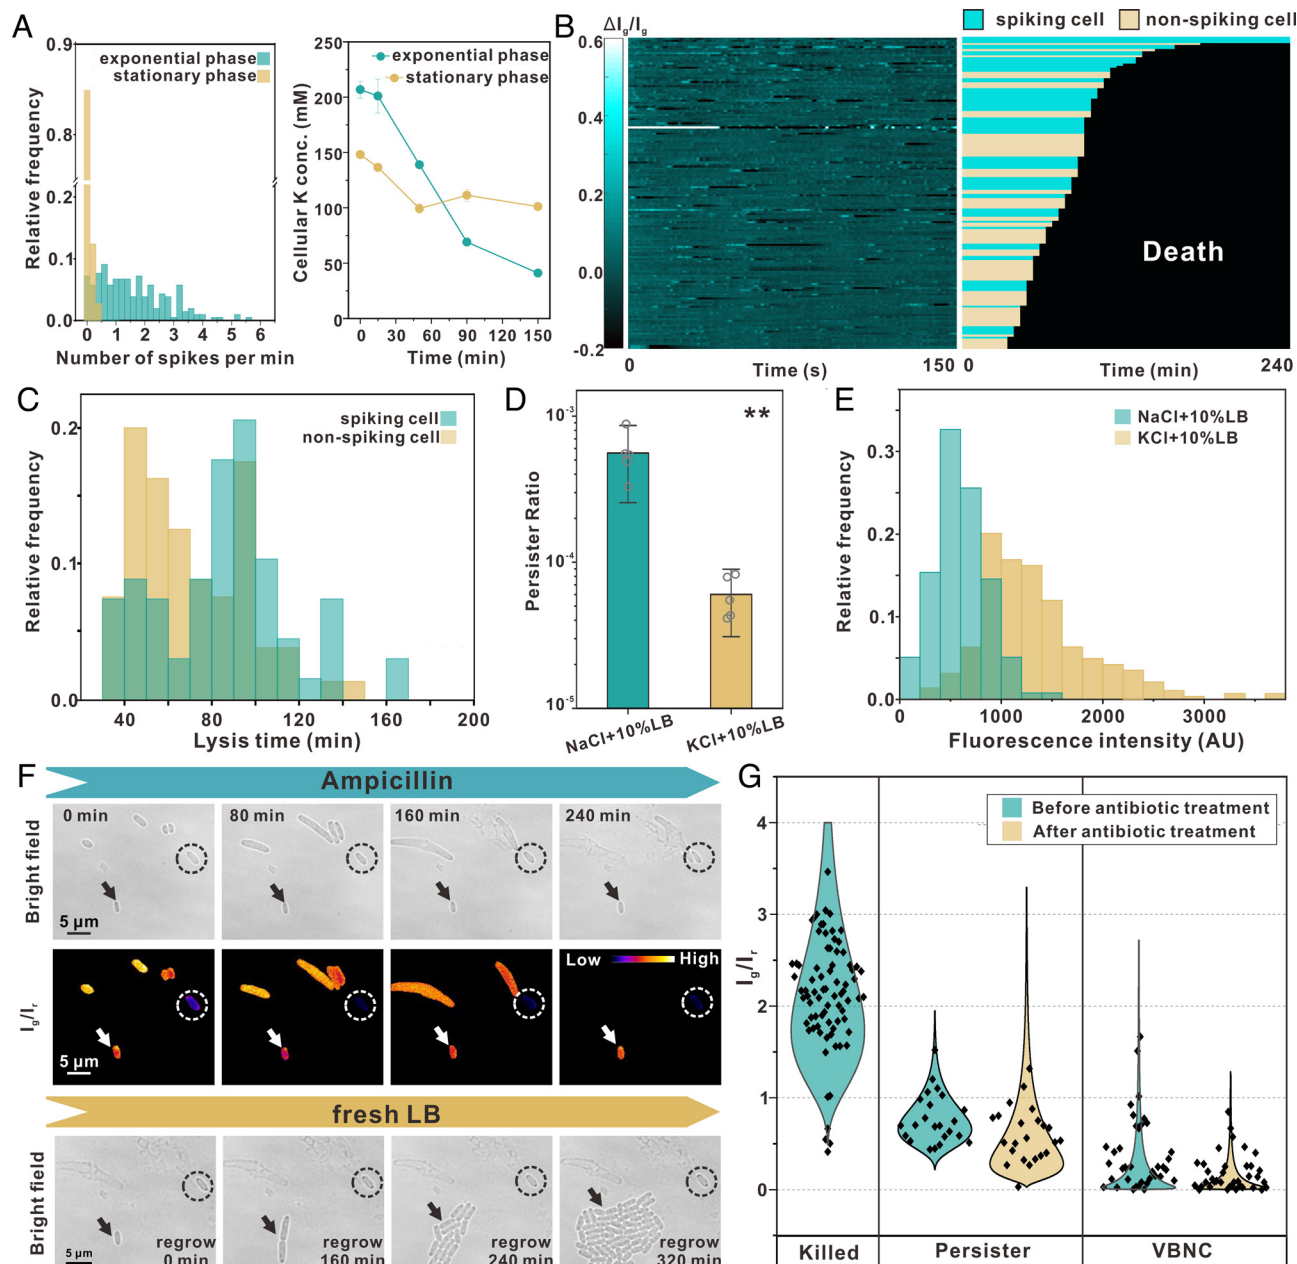 A
0.9
0.8
0.2
0.1
0.0
Relative frequency
exponential phase
stationary phase
0 1 2 3 4 5 6
Number of spikes per min
250
200
150
100
50
0
Cellular K conc. (mM)
exponential phase
stationary phase
0 30 60 90 120 150
Time (min)
B
ΔIg/Ig
0.6
0.4
0.2
0.0
-0.2
0 150
Time (s)
spiking cell
non-spiking cell
Death
0 240
Time (min)
C
0.2
0.1
0.0
Relative frequency
spiking cell
non-spiking cell
40 80 120 160 200
Lysis time (min)
D
10-3
10-4
10-5
Persister Ratio
**
NaCl+10%LB
KCl+10%LB
E
0.3
0.2
0.1
0.0
Relative frequency
NaCl+10%LB
KCl+10%LB
0 1000 2000 3000
Fluorescence intensity (AU)
F
Ampicillin
Bright field
0 min
80 min
160 min
240 min
5 μm
Ig/Ir
Low High
5 μm
fresh LB
Bright field
5 μm
regrow
0 min
regrow
160 min
regrow
240 min
regrow
320 min
G
Before antibiotic treatment
After antibiotic treatment
4
3
2
1
0
Ig/Ir
Killed
Persister
VBNC